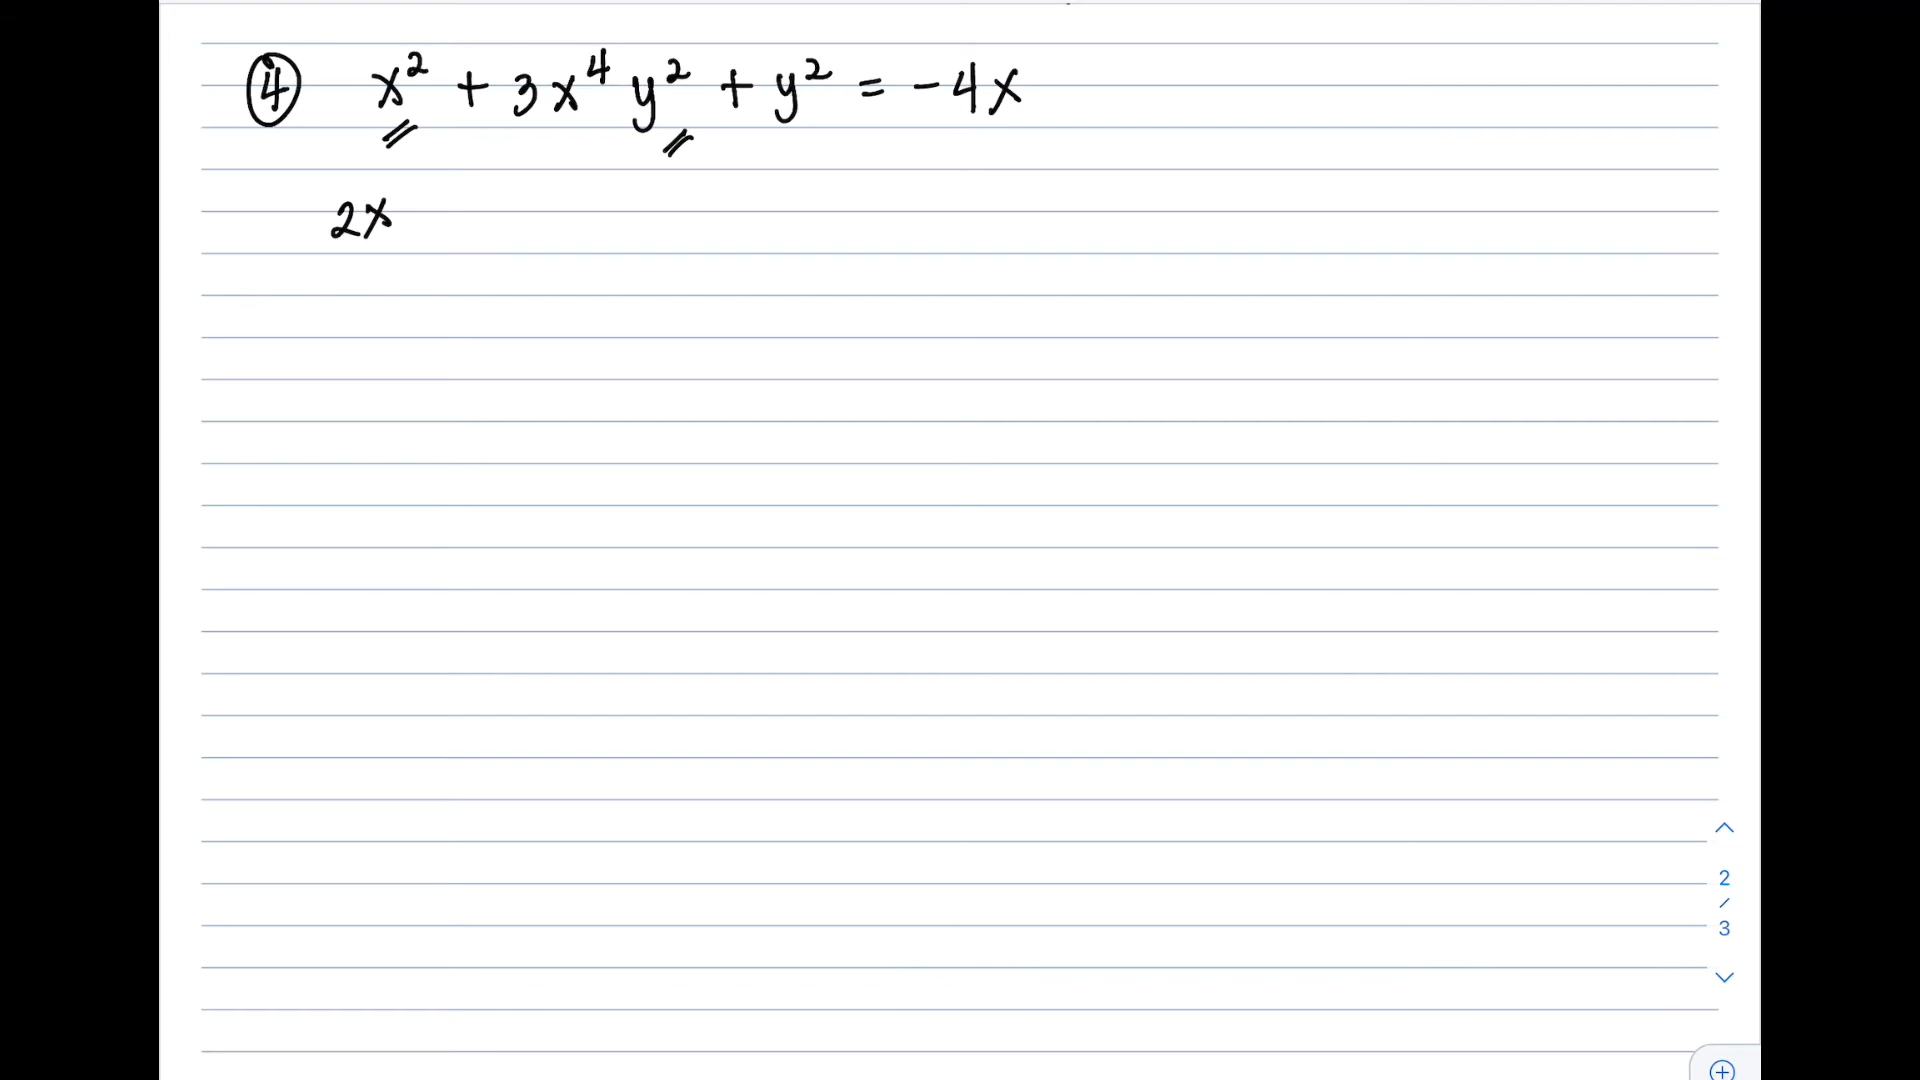 ④ x² + 3x⁴y² + y² = -4x
2x
2
/
3